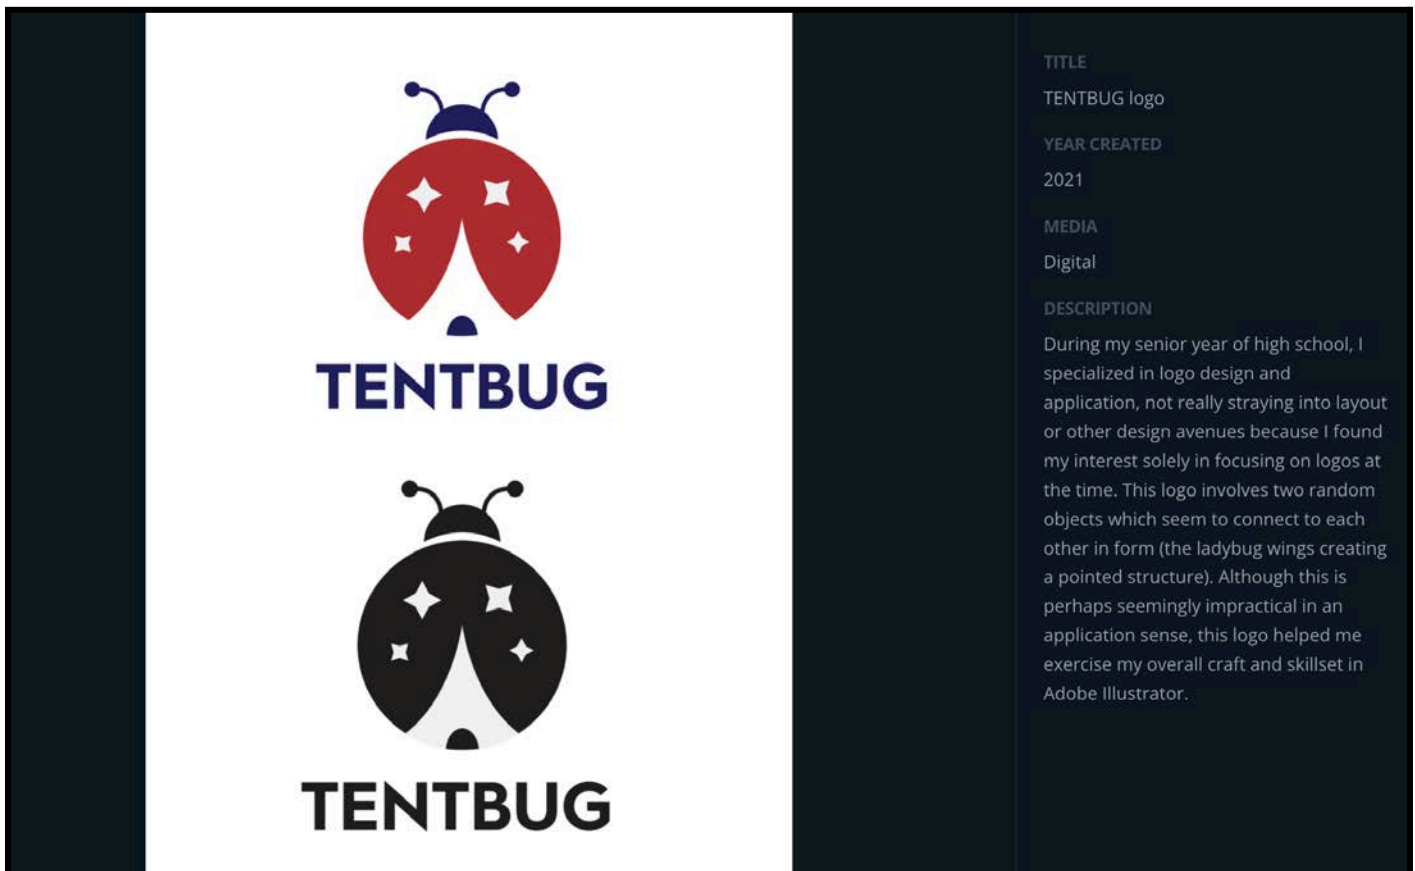 TENTBUG
TENTBUG
TITLE
TENTBUG logo
YEAR CREATED
2021
MEDIA
Digital
DESCRIPTION
During my senior year of high school, I
specialized in logo design and
application, not really straying into layout
or other design avenues because I found
my interest solely in focusing on logos at
the time. This logo involves two random
objects which seem to connect to each
other in form (the ladybug wings creating
a pointed structure). Although this is
perhaps seemingly impractical in an
application sense, this logo helped me
exercise my overall craft and skillset in
Adobe Illustrator.